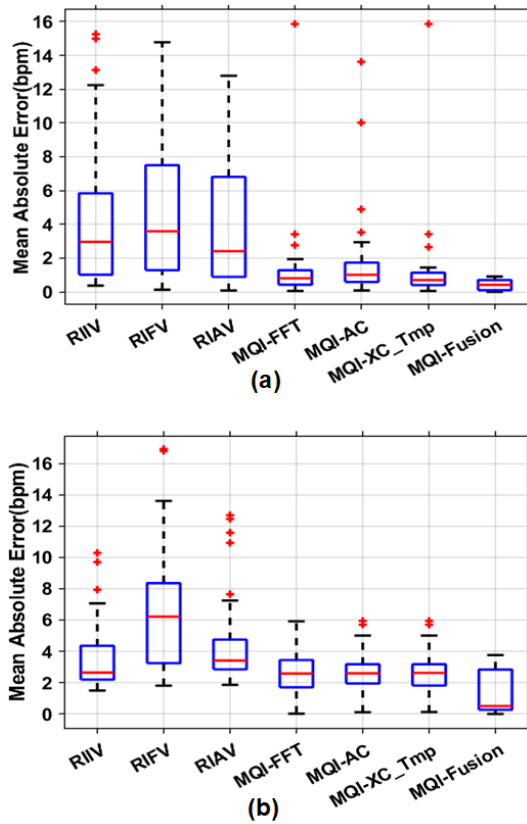 16
14
12
10
8
6
4
2
0
Mean Absolute Error(bpm)
RIIV
RIFV
RIAV
MQI-FFT
MQI-AC
MQI-XC_Tmp
MQI-Fusion
(a)
16
14
12
10
8
6
4
2
0
Mean Absolute Error(bpm)
RIIV
RIFV
RIAV
MQI-FFT
MQI-AC
MQI-XC_Tmp
MQI-Fusion
(b)